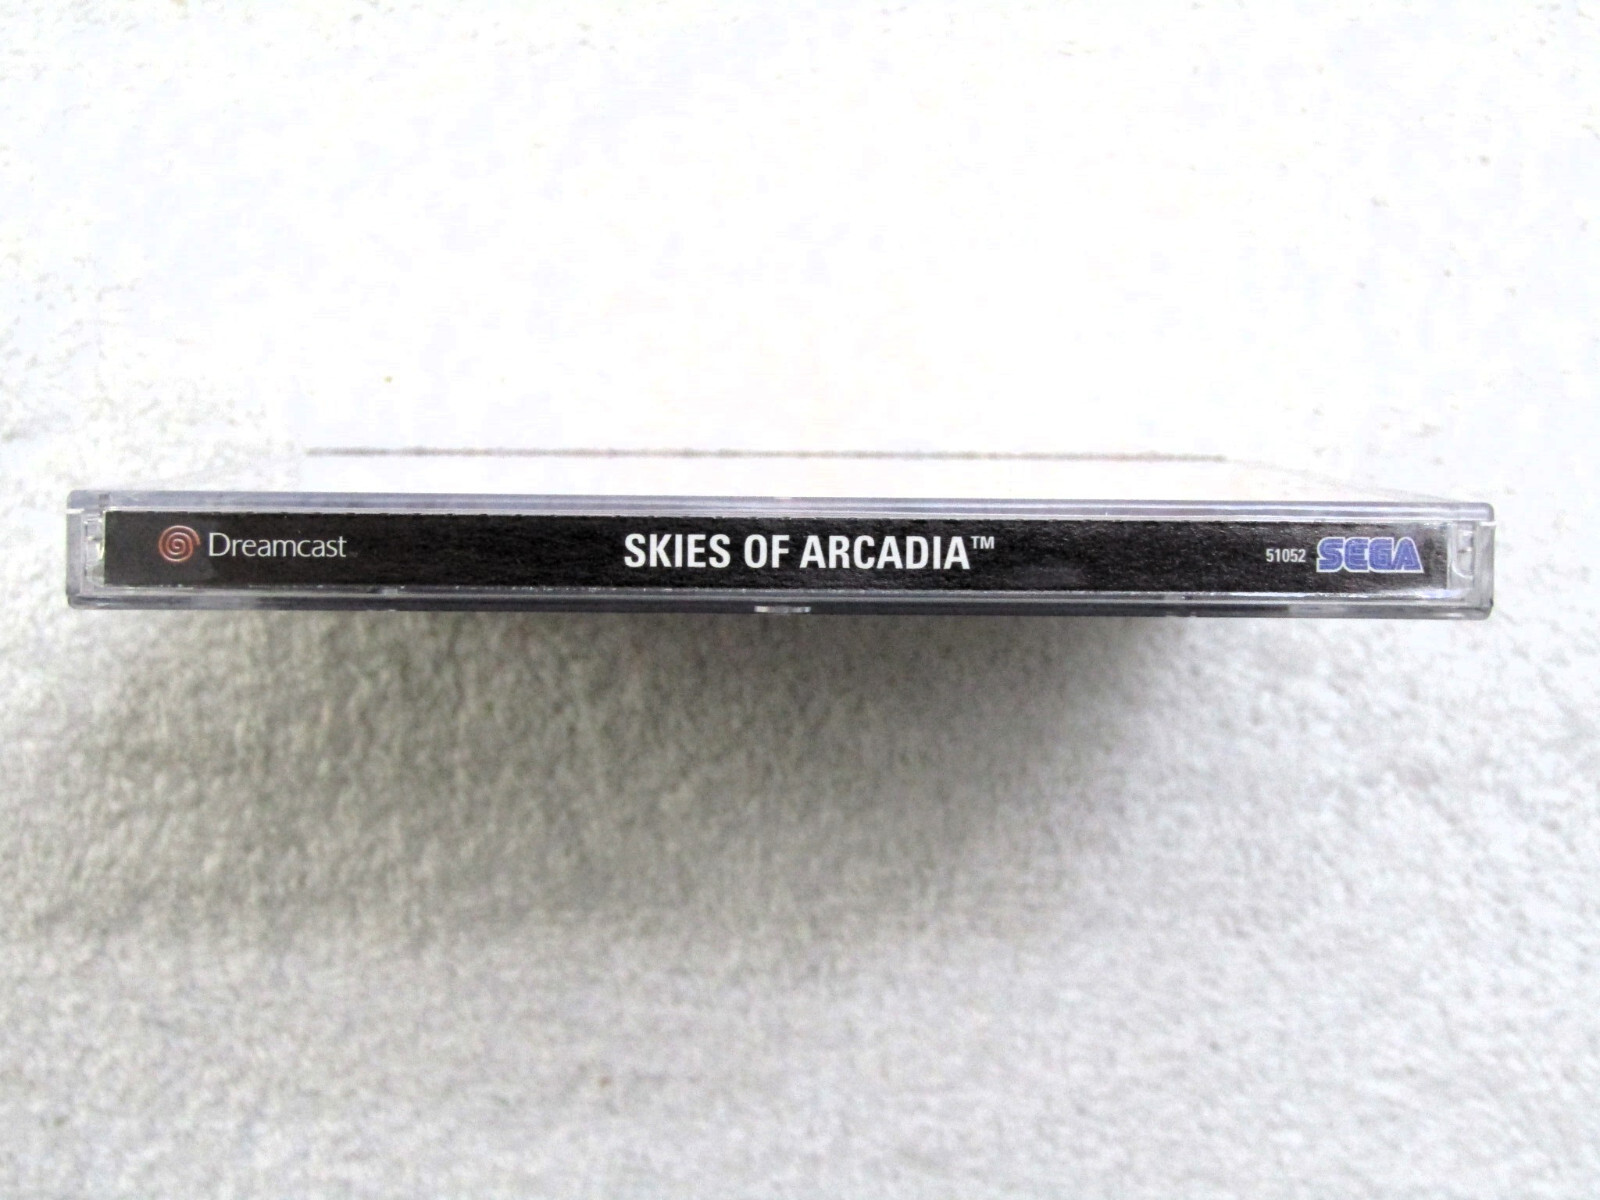 Dreamcast SKIES OF ARCADIA™ 51052 SEGA